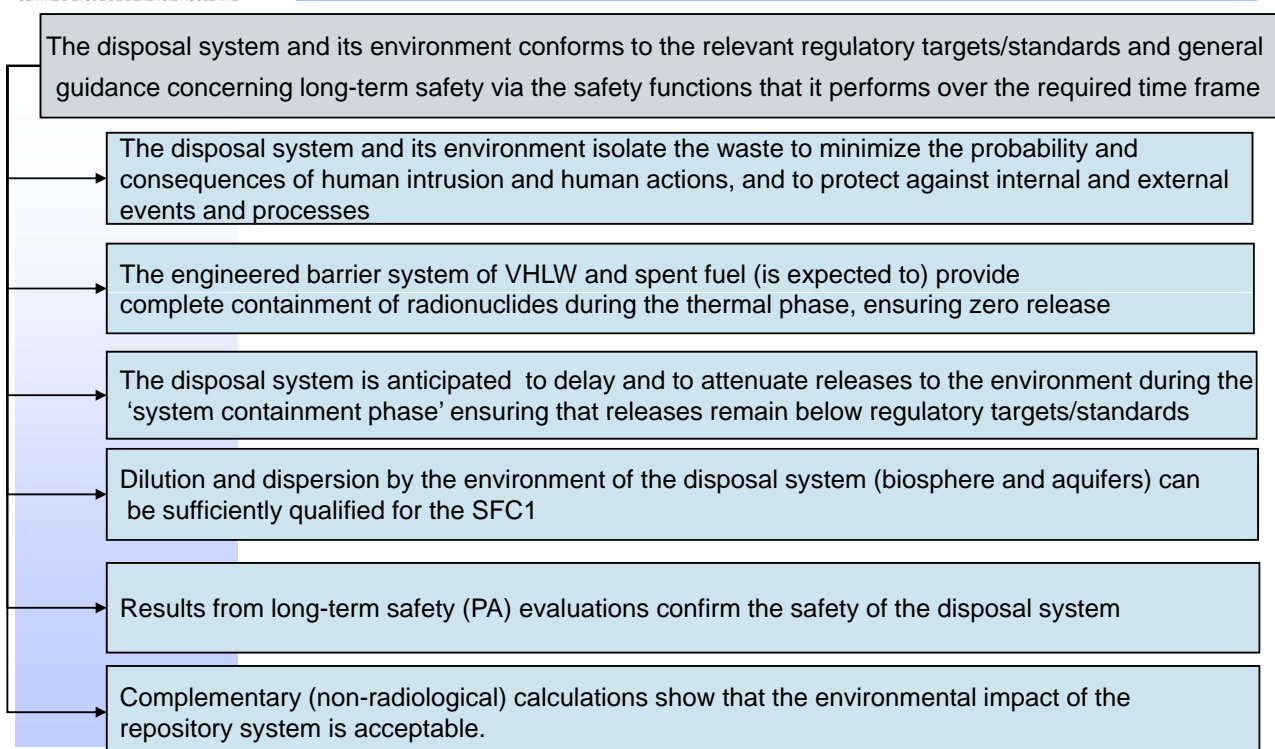 The disposal system and its environment conforms to the relevant regulatory targets/standards and general
guidance concerning long-term safety via the safety functions that it performs over the required time frame
The disposal system and its environment isolate the waste to minimize the probability and
consequences of human intrusion and human actions, and to protect against internal and external
events and processes
The engineered barrier system of VHLW and spent fuel (is expected to) provide
complete containment of radionuclides during the thermal phase, ensuring zero release
The disposal system is anticipated to delay and to attenuate releases to the environment during the
‘system containment phase’ ensuring that releases remain below regulatory targets/standards
Dilution and dispersion by the environment of the disposal system (biosphere and aquifers) can
be sufficiently qualified for the SFC1
Results from long-term safety (PA) evaluations confirm the safety of the disposal system
Complementary (non-radiological) calculations show that the environmental impact of the
repository system is acceptable.